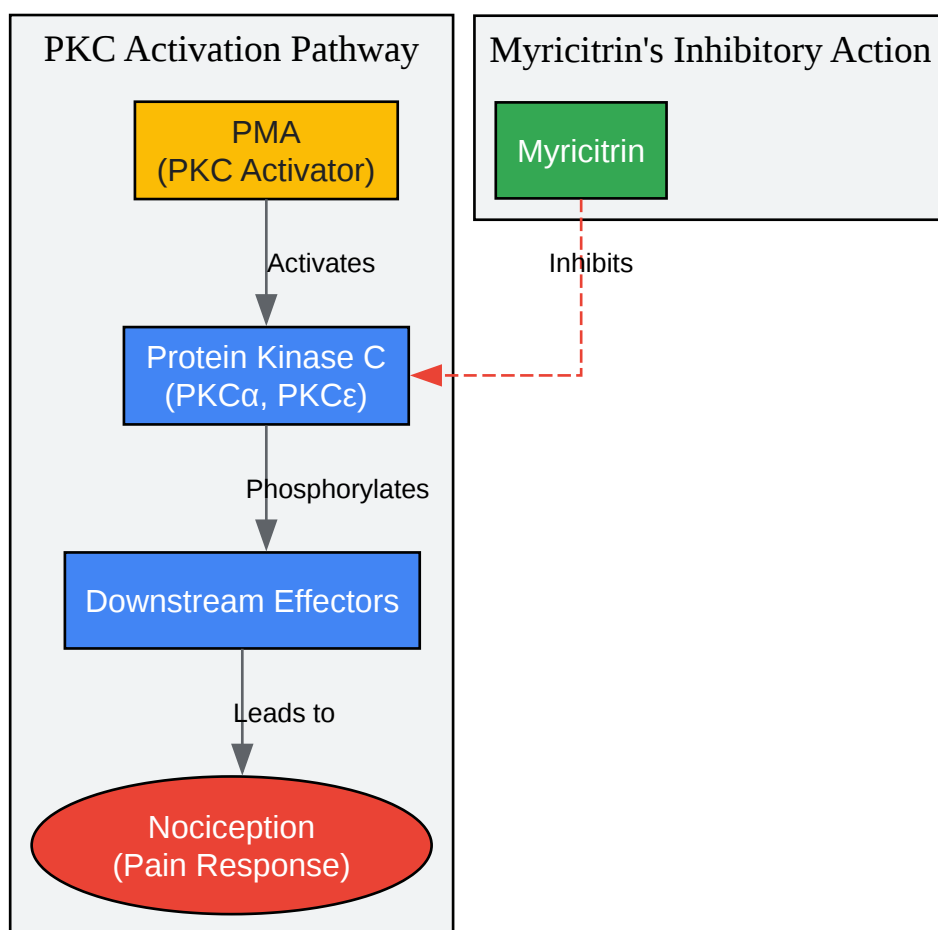 PKC Activation Pathway
PMA
(PKC Activator)
Activates
Protein Kinase C
(PKCα, PKCε)
Phosphorylates
Downstream Effectors
Leads to
Nociception
(Pain Response)
Myricitrin's Inhibitory Action
Myricitrin
Inhibits